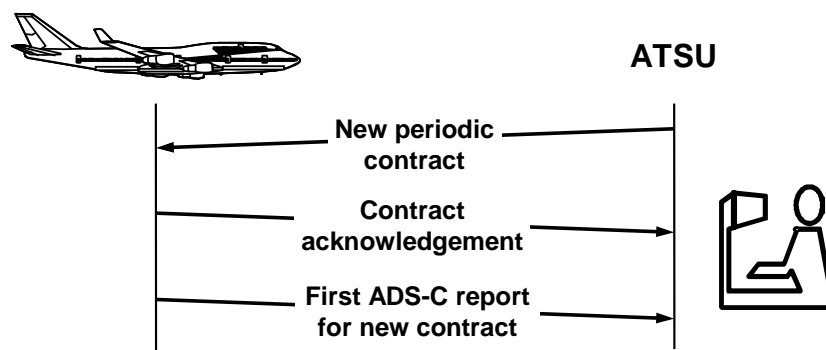 ATSU
New periodic
contract
Contract
acknowledgement
First ADS-C report
for new contract